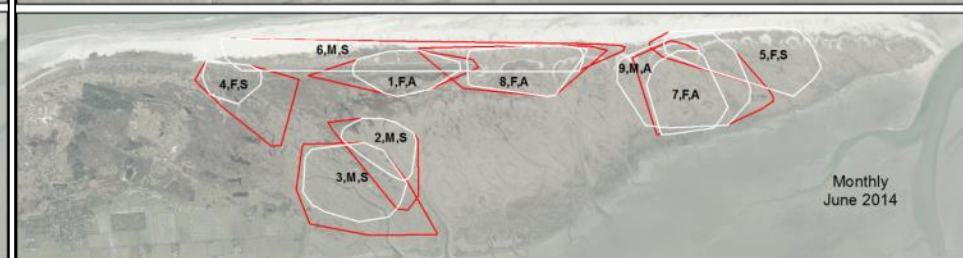 6,M,S
5,F,S
9,M,A
4,F,S
1,F,A
8,F,A
7,F,A
2,M,S
3,M,S
Monthly
June 2014